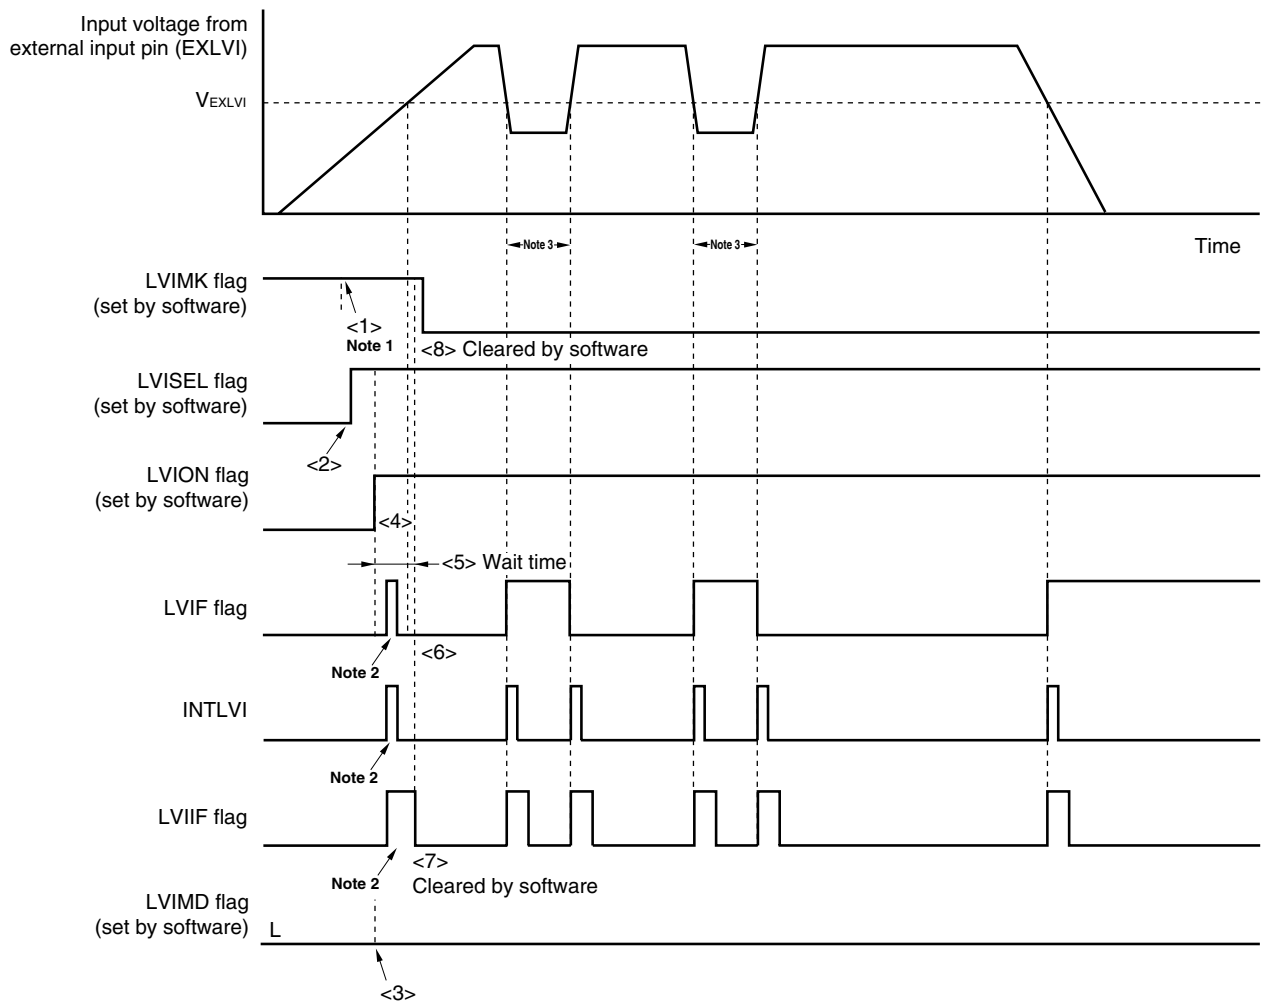 Input voltage from
external input pin (EXLVI)
VEXLVI
Note 3
Note 3
Time
LVIMK flag
(set by software)
<1>
Note 1
<8> Cleared by software
LVISEL flag
(set by software)
<2>
LVION flag
(set by software)
<4>
<5> Wait time
LVIF flag
Note 2
<6>
INTLVI
Note 2
LVIIF flag
Note 2
<7>
Cleared by software
LVIMD flag
(set by software)
L
<3>